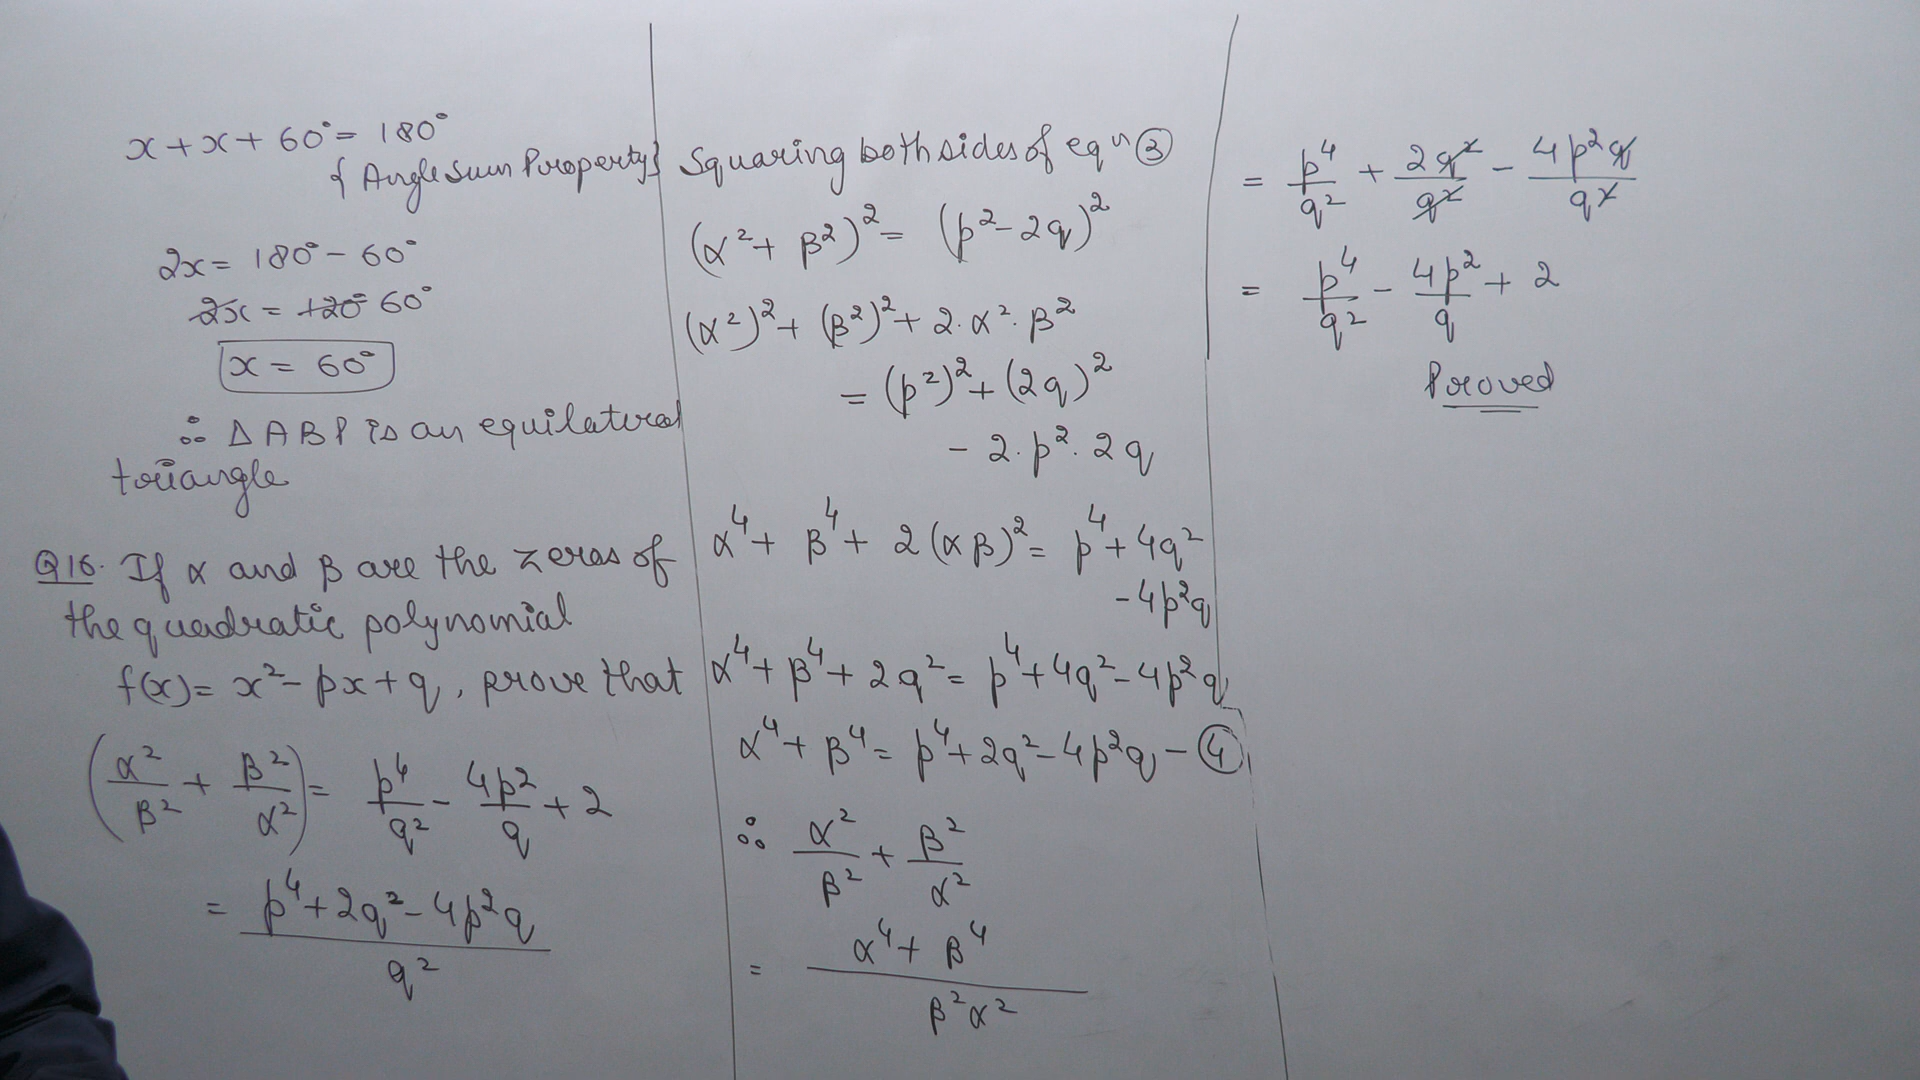 x + x + 60° = 180°
{Angle Sum Property}
2x = 180° - 60°
2x = 120° 60°
x = 60°
∴ Δ ABP is an equilateral
triangle
Q16. If α and β are the zeros of
the quadratic polynomial
f(x) = x² - px + q, prove that
(α²/β² + β²/α²) = p⁴/q² - 4p²/q + 2
= (p⁴ + 2q² - 4p²q)/q²
Squaring both sides of eqⁿ ③
(α² + β²)² = (p² - 2q)²
(α²)² + (β²)² + 2·α²·β²
= (p²)² + (2q)²
- 2·p²·2q
α⁴ + β⁴ + 2(αβ)² = p⁴ + 4q²
- 4p²q
α⁴ + β⁴ + 2q² = p⁴ + 4q² - 4p²q
α⁴ + β⁴ = p⁴ + 2q² - 4p²q - ④
∴ α²/β² + β²/α²
= (α⁴ + β⁴)/β²α²
= p⁴/q² + 2q²/q² - 4p²q/q²
= p⁴/q² - 4p²/q + 2
Proved